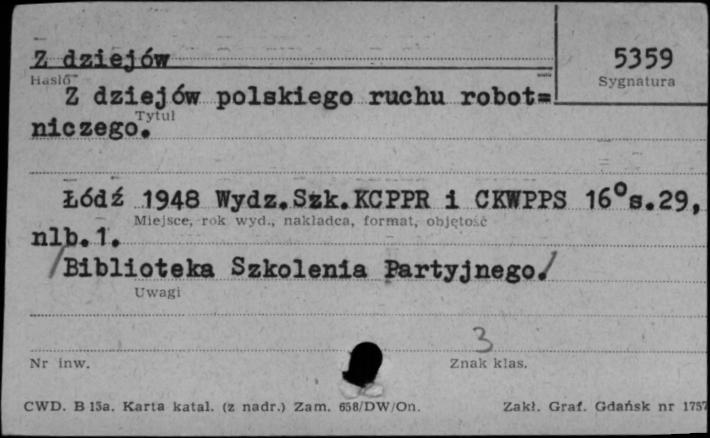 Z dziejów
5359
Hasło
Sygnatura
Z dziejów polskiego ruchu robot=
Tytuł
niczego.
Łódź 1948 Wydz.Szk.KCPPR i CKWPPS 16°s.29,
Miejsce, rok wyd., nakładca, format, objętość
nlb.1.
/Biblioteka Szkolenia Partyjnego/
Uwagi
3
Nr inw.
Znak klas.
CWD. B 15a. Karta katal. (z nadr.) Zam. 658/DW/On.
Zakł. Graf. Gdańsk nr 1757